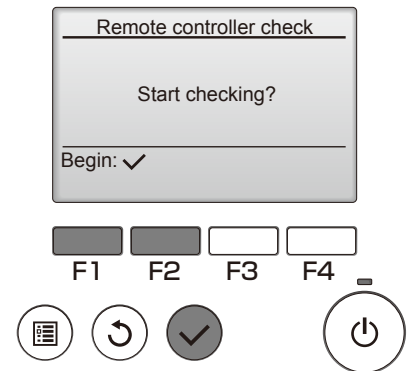 Remote controller check
Start checking?
Begin: ✓
F1 F2 F3 F4